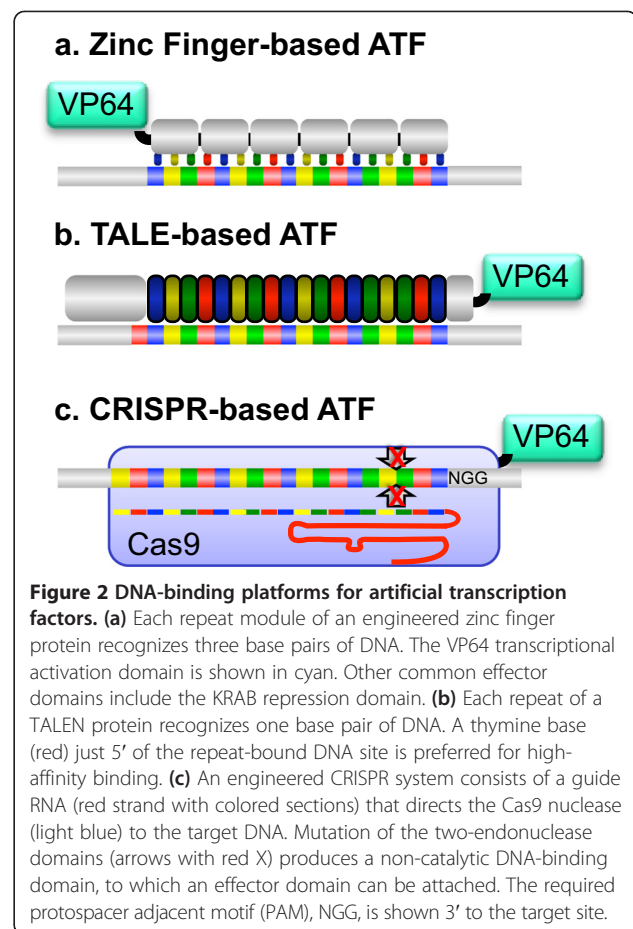 a. Zinc Finger-based ATF
VP64
b. TALE-based ATF
VP64
c. CRISPR-based ATF
VP64
NGG
Cas9
Figure 2 DNA-binding platforms for artificial transcription
factors. (a) Each repeat module of an engineered zinc finger
protein recognizes three base pairs of DNA. The VP64 transcriptional
activation domain is shown in cyan. Other common effector
domains include the KRAB repression domain. (b) Each repeat of a
TALEN protein recognizes one base pair of DNA. A thymine base
(red) just 5′ of the repeat-bound DNA site is preferred for high-
affinity binding. (c) An engineered CRISPR system consists of a guide
RNA (red strand with colored sections) that directs the Cas9 nuclease
(light blue) to the target DNA. Mutation of the two-endonuclease
domains (arrows with red X) produces a non-catalytic DNA-binding
domain, to which an effector domain can be attached. The required
protospacer adjacent motif (PAM), NGG, is shown 3′ to the target site.